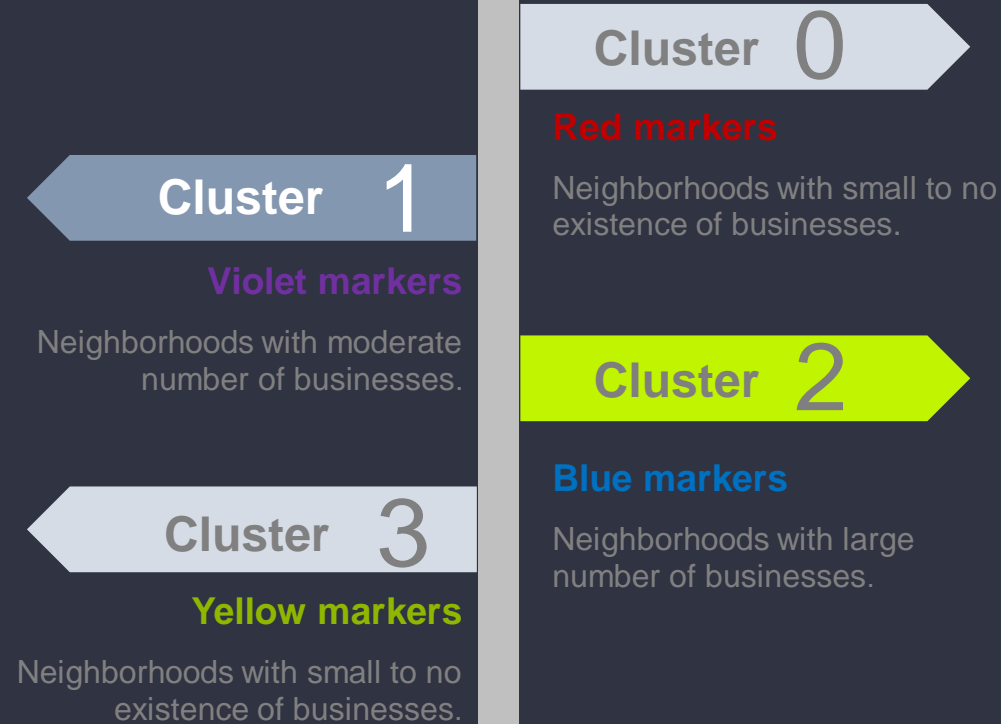 Cluster 0
Red markers
Neighborhoods with small to no
existence of businesses.
Cluster 1
Violet markers
Neighborhoods with moderate
number of businesses.
Cluster 2
Blue markers
Neighborhoods with large
number of businesses.
Cluster 3
Yellow markers
Neighborhoods with small to no
existence of businesses.